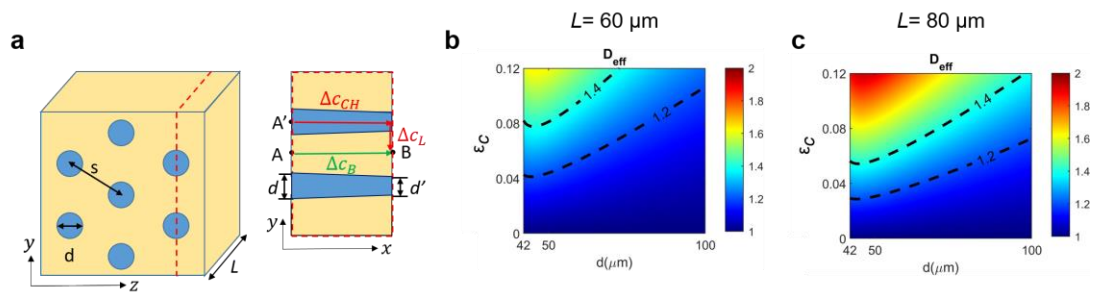 a
s
d
L
y
z
Δc_CH
A'
Δc_L
A
B
Δc_B
d
d'
y
x
b
L= 60 μm
D_eff
1.4
1.2
ε_c
0.12
0.08
0.04
0
42 50 100
d(μm)
2
1.8
1.6
1.4
1.2
1
c
L= 80 μm
D_eff
1.4
1.2
ε_c
0.12
0.08
0.04
0
42 50 100
d(μm)
2
1.8
1.6
1.4
1.2
1